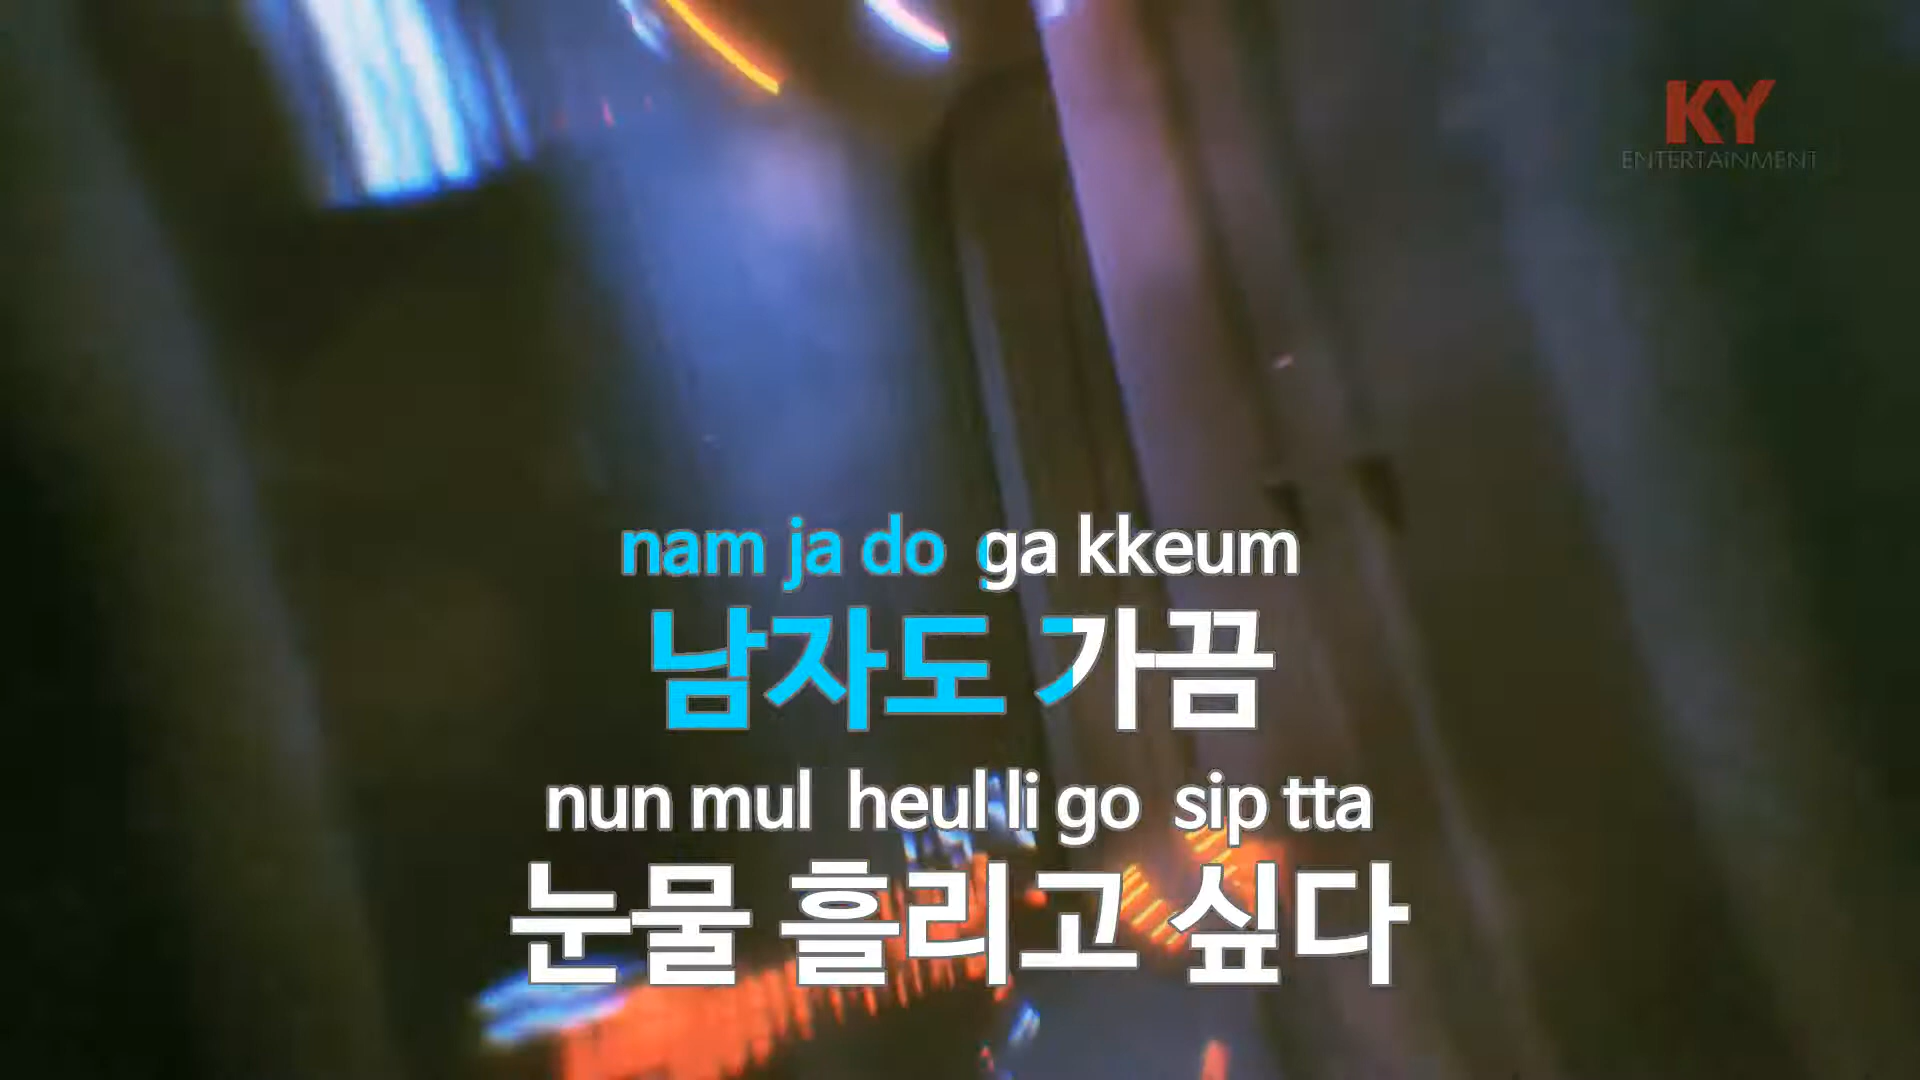 KY
ENTERTAINMENT
nam ja do ga kkeum
남자도 가끔
nun mul heul li go sip tta
눈물 흘리고 싶다